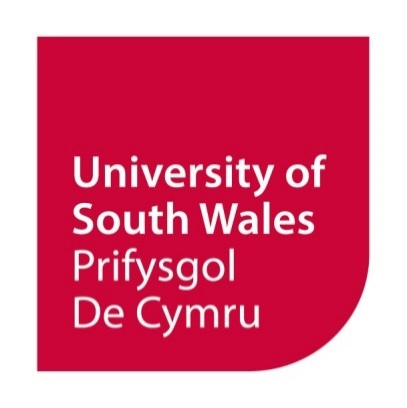 University of
South Wales
Prifysgol
De Cymru